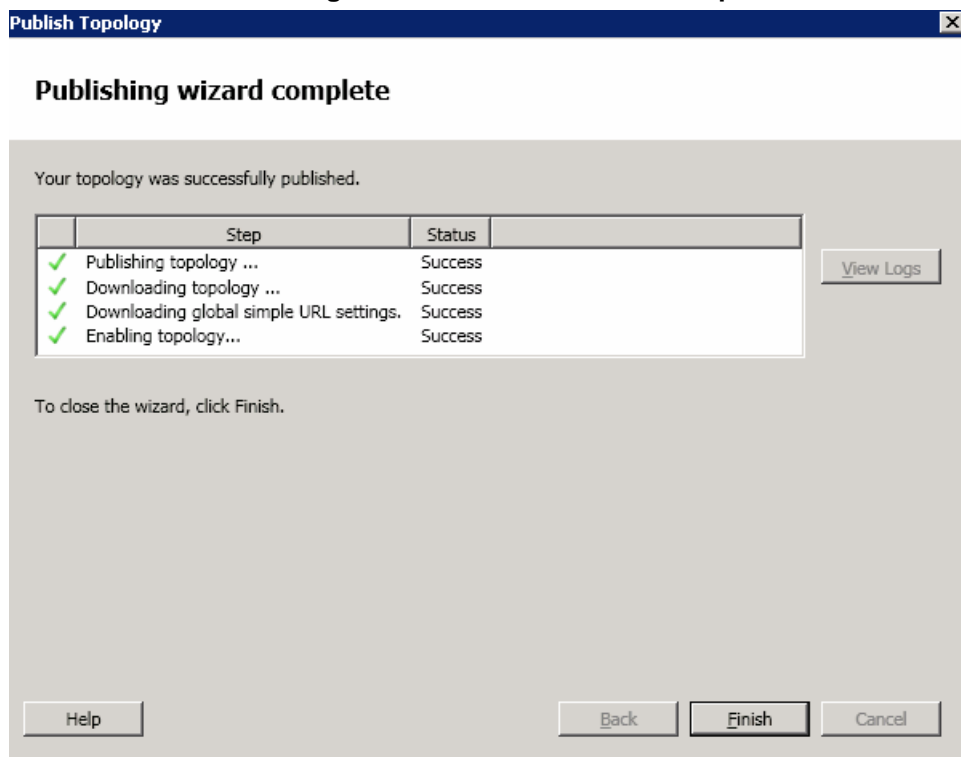 Publish Topology
Publishing wizard complete
Your topology was successfully published.
Step Status
Publishing topology ... Success
Downloading topology ... Success
Downloading global simple URL settings. Success
Enabling topology... Success
View Logs
To close the wizard, click Finish.
Help Back Finish Cancel